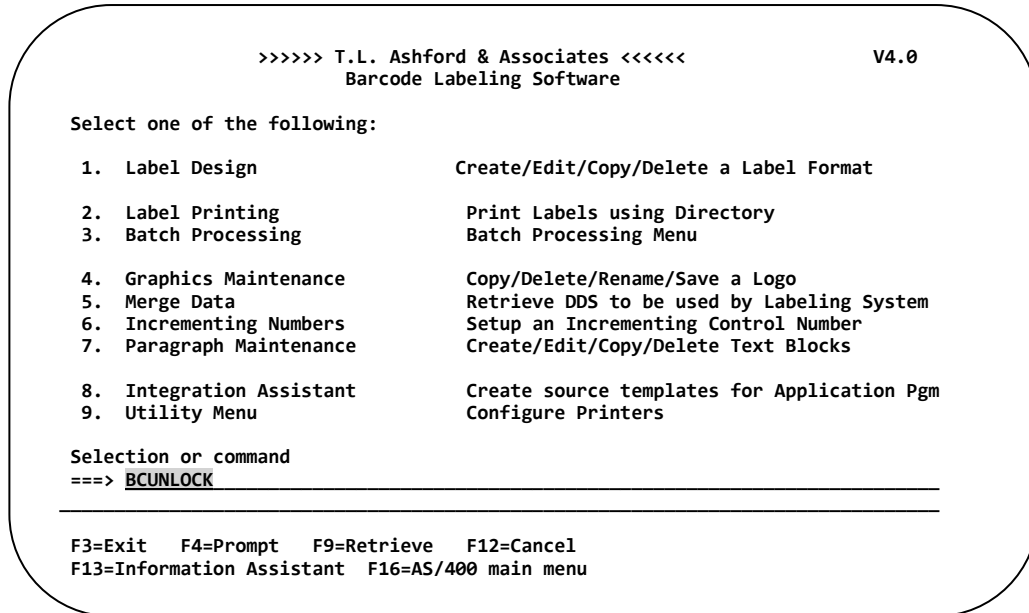 >>>>>> T.L. Ashford & Associates <<<<<< V4.0
Barcode Labeling Software
Select one of the following:
1. Label Design Create/Edit/Copy/Delete a Label Format
2. Label Printing Print Labels using Directory
3. Batch Processing Batch Processing Menu
4. Graphics Maintenance Copy/Delete/Rename/Save a Logo
5. Merge Data Retrieve DDS to be used by Labeling System
6. Incrementing Numbers Setup an Incrementing Control Number
7. Paragraph Maintenance Create/Edit/Copy/Delete Text Blocks
8. Integration Assistant Create source templates for Application Pgm
9. Utility Menu Configure Printers
Selection or command
===> BCUNLOCK
F3=Exit F4=Prompt F9=Retrieve F12=Cancel
F13=Information Assistant F16=AS/400 main menu